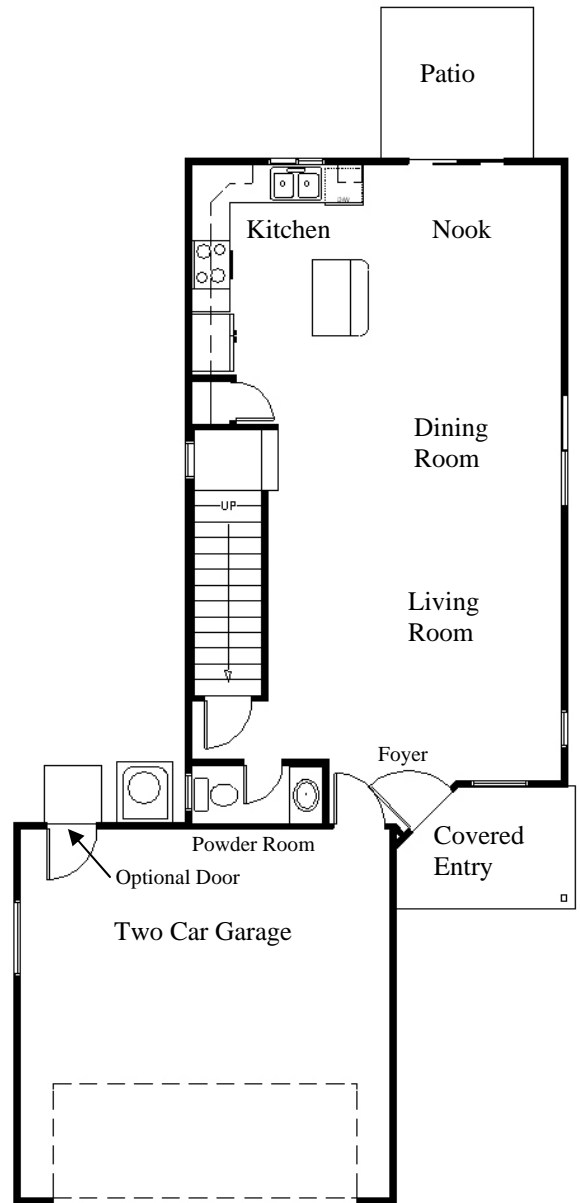 Patio
Kitchen
Nook
DW
Dining
Room
UP
Living
Room
Foyer
Powder Room
Covered
Entry
Optional Door
Two Car Garage